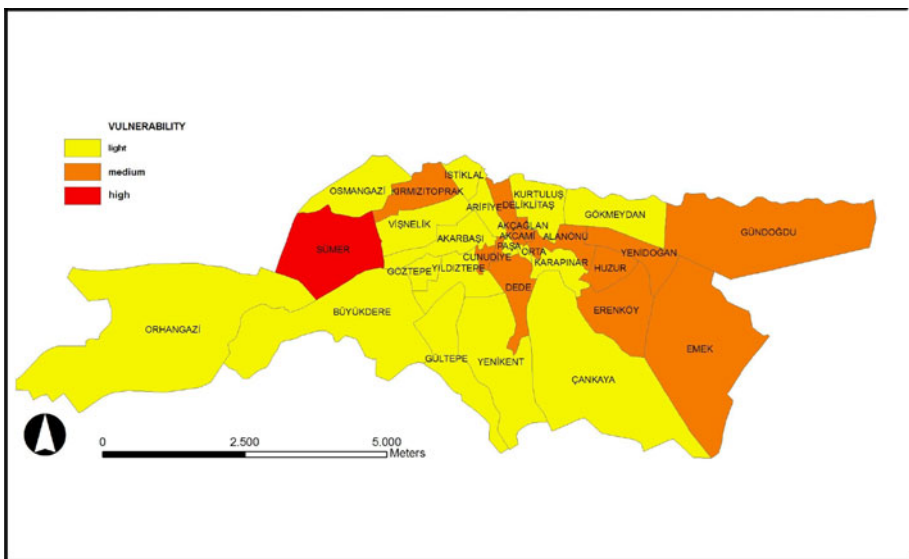 VULNERABILITY
light
medium
high
İSTİKLAL
OSMANGAZİ
KIRMIZITOPRAK
KURTULUŞ
ARİFİYE
DELİKLİTAŞ
GÖKMEYDAN
VİŞNELİK
AKÇAĞLAN
GÜNDOĞDU
AKARBAŞI
AKCAMİ
ALANÖNÜ
SÜMER
PAŞA
ORTA
YENİDOĞAN
CUNUDİYE
KARAPINAR
GÖZTEPE
YILDIZTEPE
HUZUR
DEDE
BÜYÜKDERE
ERENKÖY
ORHANGAZİ
EMEK
GÜLTEPE
YENİKENT
ÇANKAYA
0
2.500
5.000
Meters